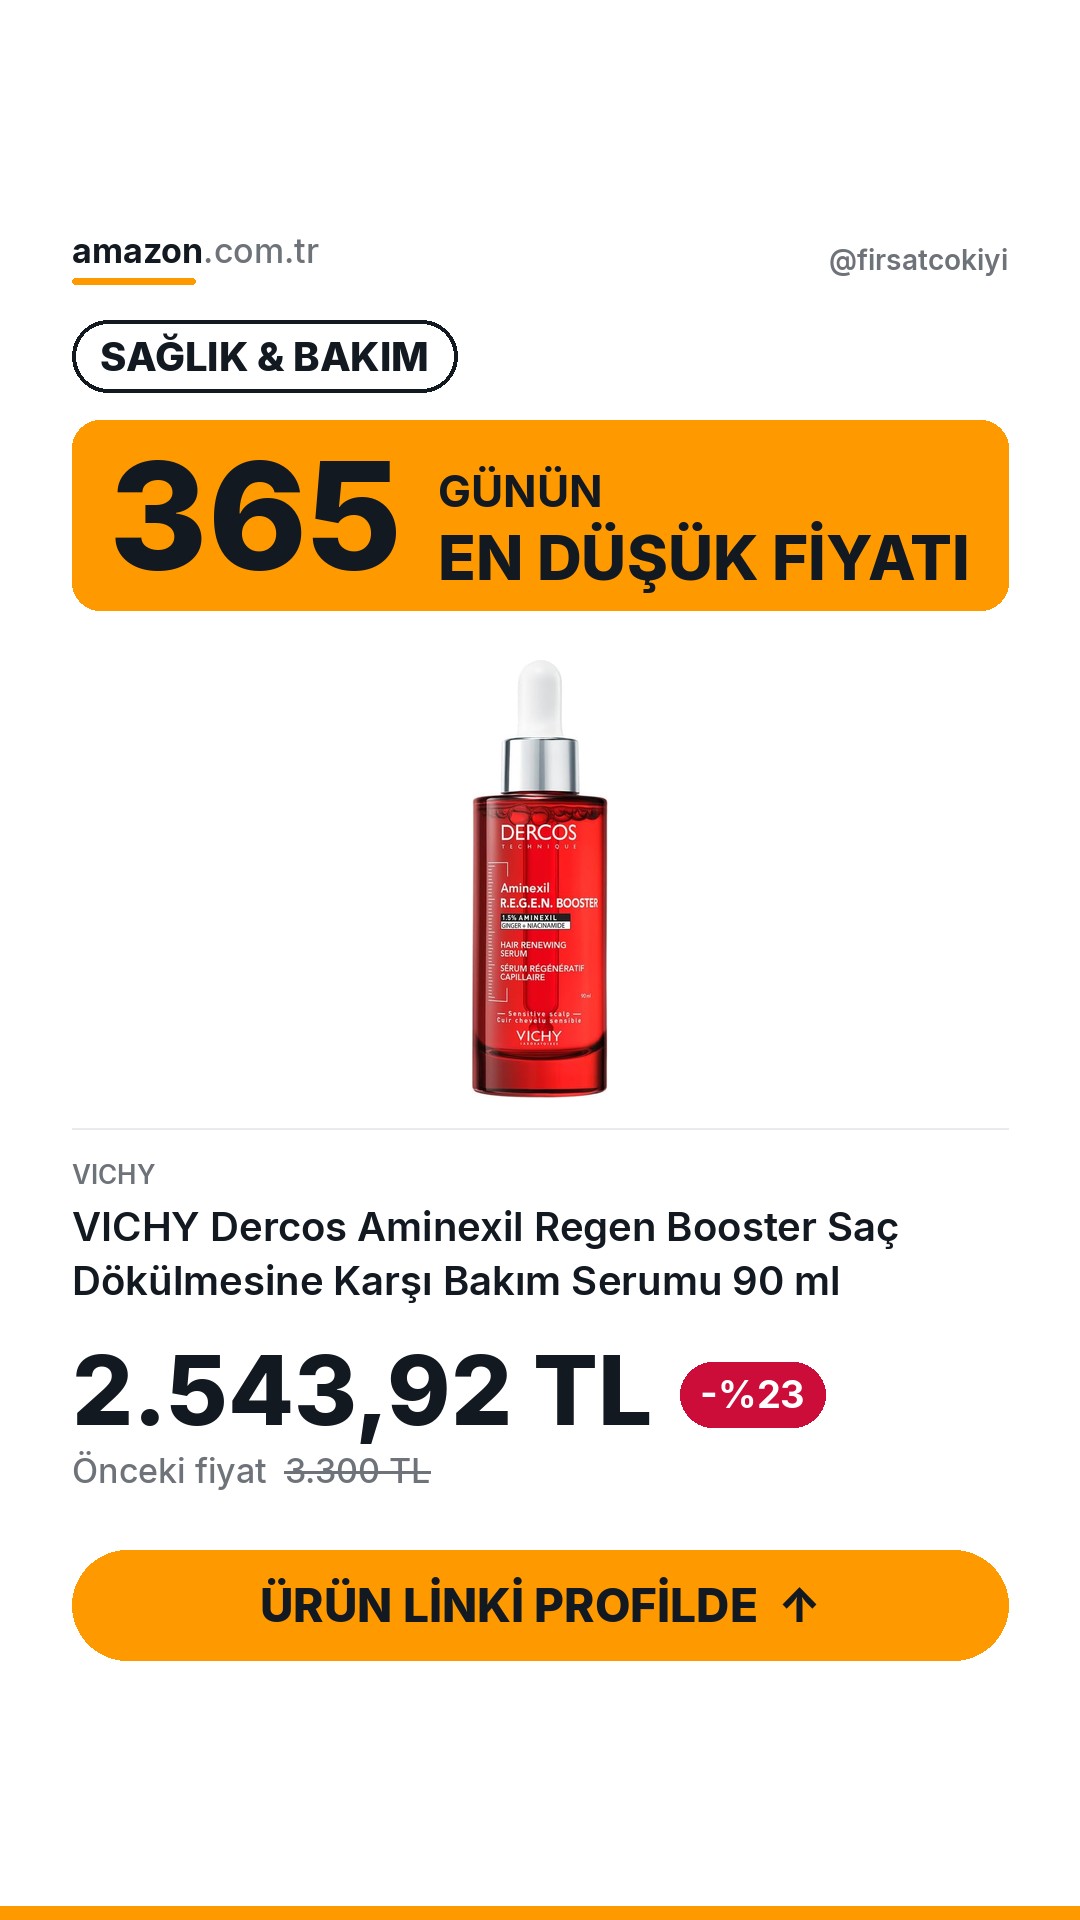 amazon.com.tr
@firsatcokiyi
SAĞLIK & BAKIM
365
GÜNÜN
EN DÜŞÜK FİYATI
DERCOS
TECHNIQUE
Aminexil
R.E.G.E.N. BOOSTER
1.5% AMINEXIL
GINGER + NIACINAMIDE
HAIR RENEWING
SERUM
SÉRUM RÉGÉNÉRATIF
CAPILLAIRE
90 ml
Sensitive scalp
Cuir chevelu sensible
VICHY
LABORATOIRES
VICHY
VICHY Dercos Aminexil Regen Booster Saç
Dökülmesine Karşı Bakım Serumu 90 ml
2.543,92 TL
-%23
Önceki fiyat 3.300 TL
ÜRÜN LİNKİ PROFİLDE ↑